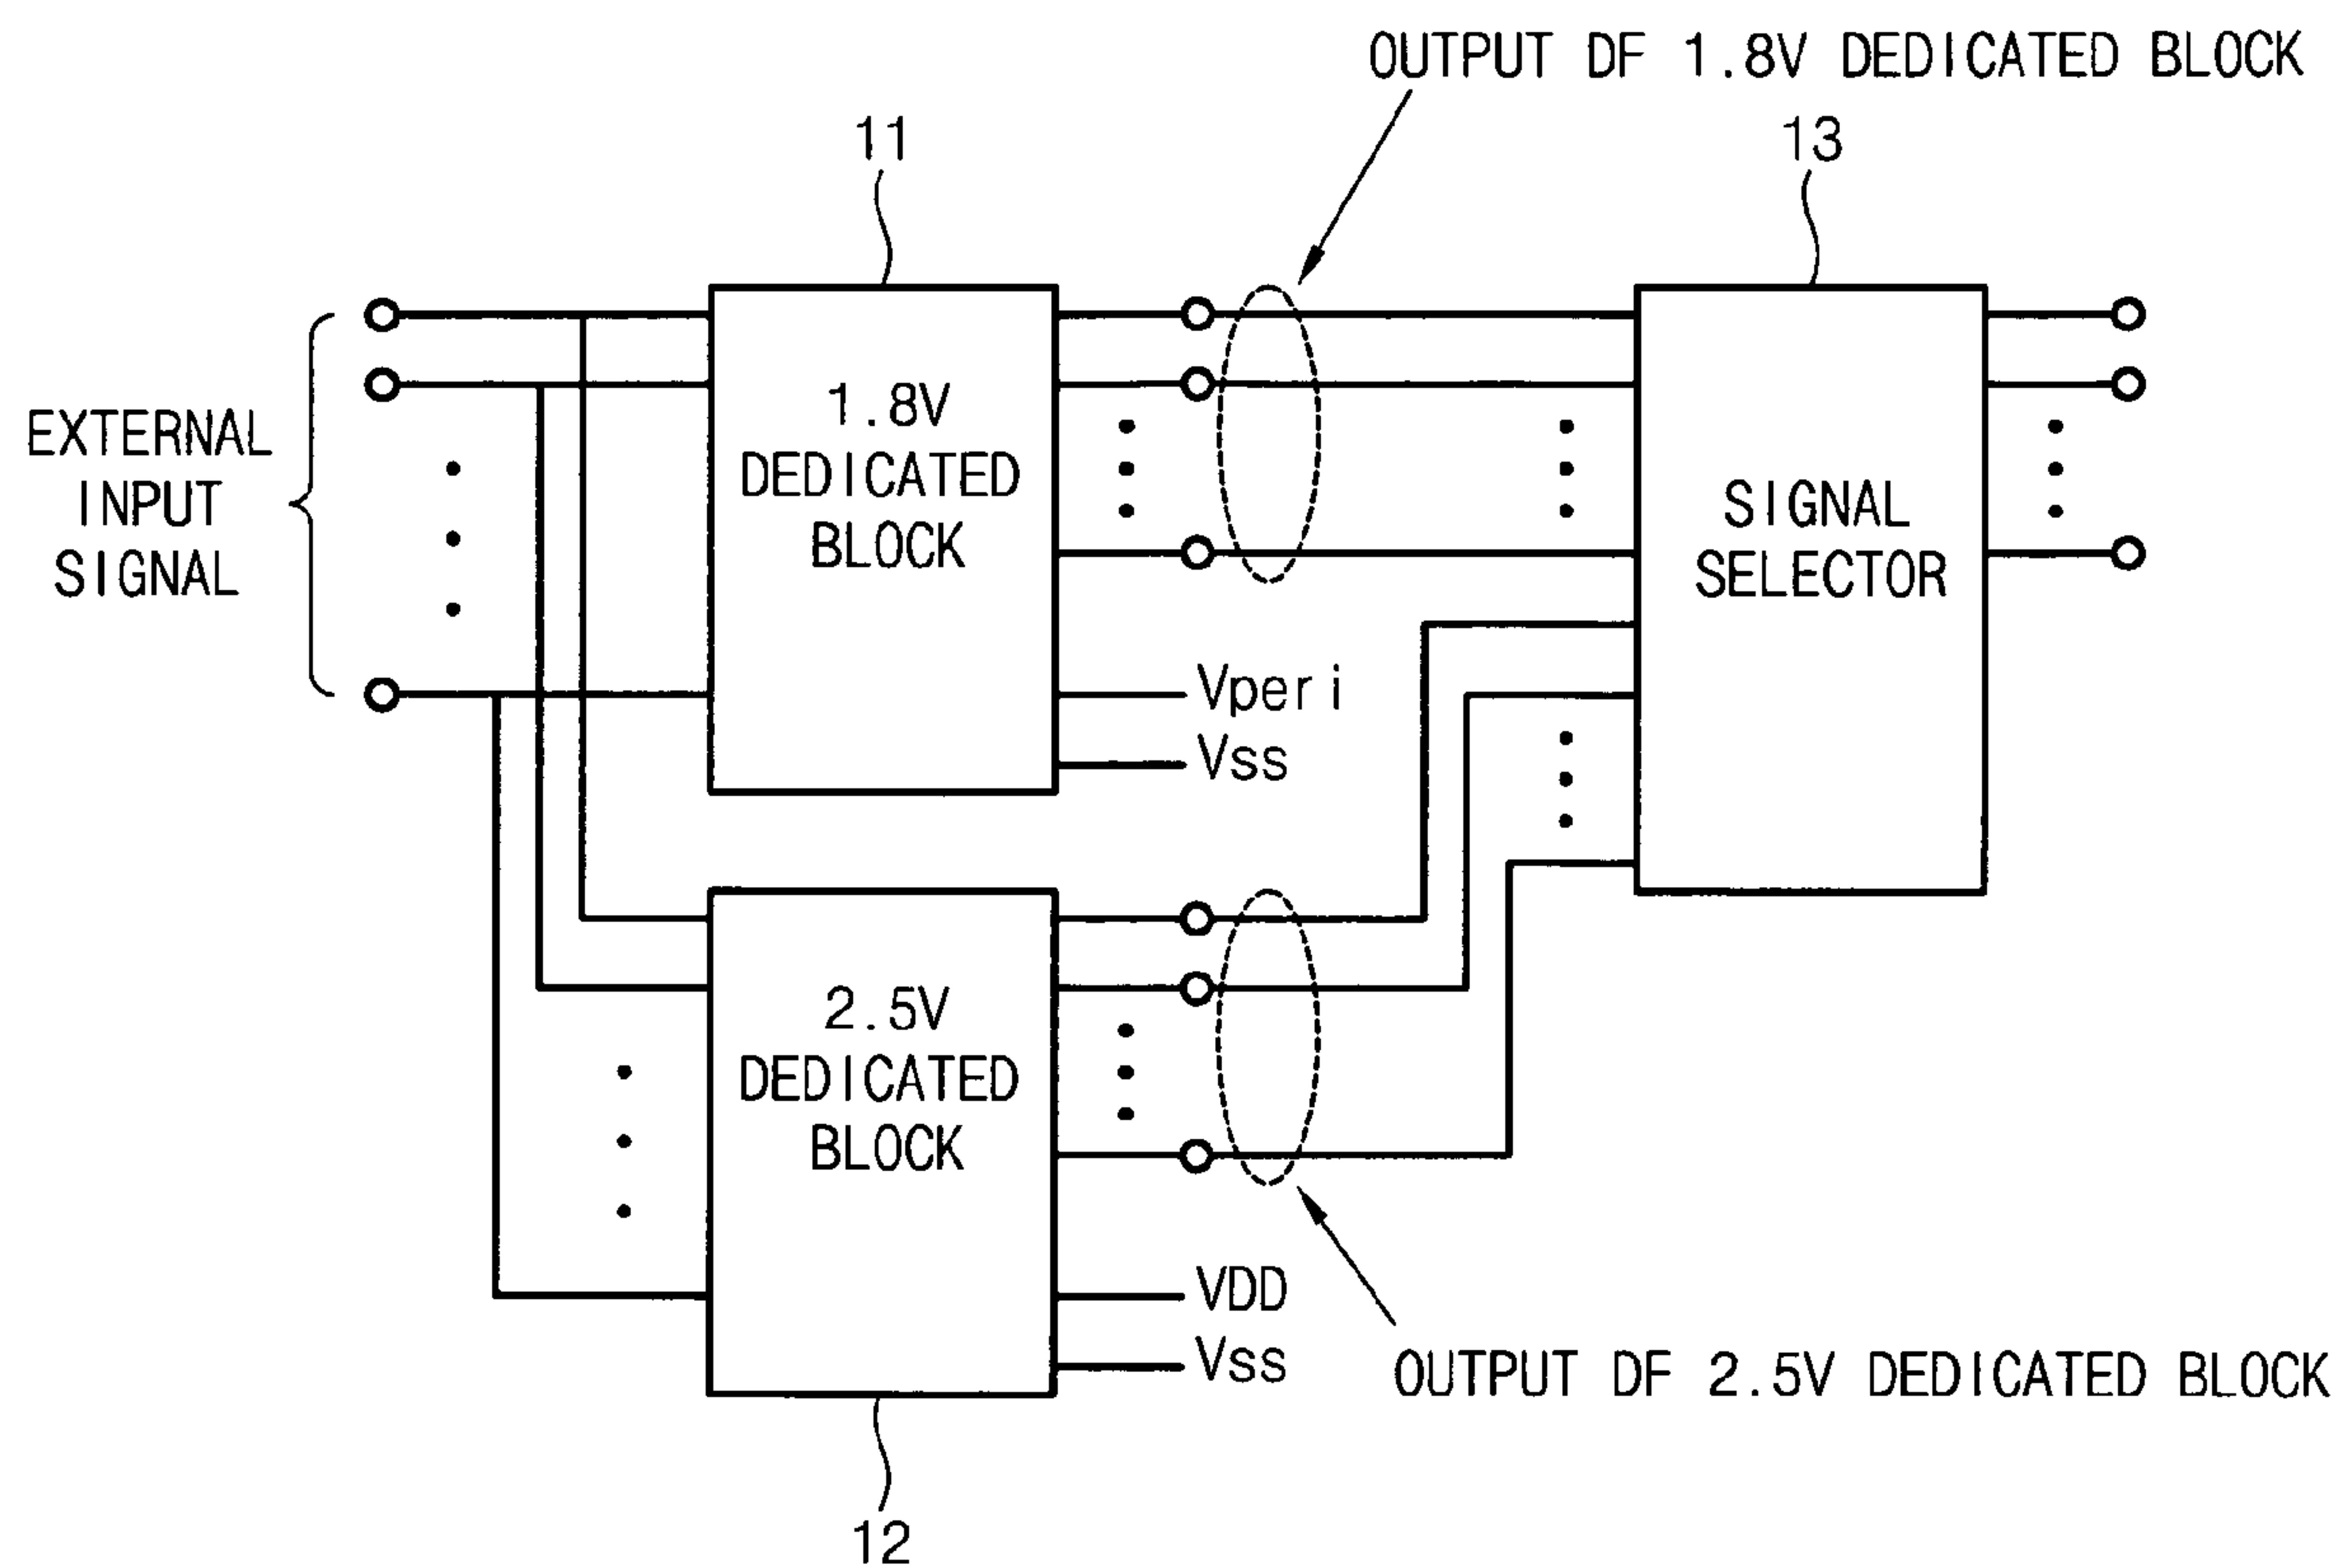 OUTPUT DF 1.8V DEDICATED BLOCK
11
13
EXTERNAL
INPUT
SIGNAL
1.8V
DEDICATED
BLOCK
SIGNAL
SELECTOR
Vperi
Vss
2.5V
DEDICATED
BLOCK
VDD
Vss
OUTPUT DF 2.5V DEDICATED BLOCK
12